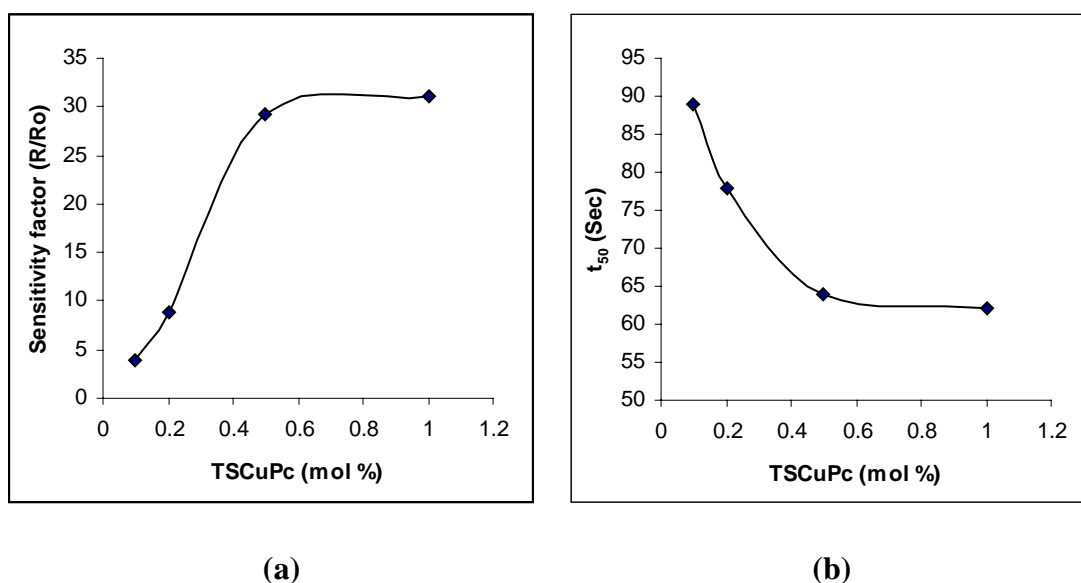 35
30
25
20
15
10
5
0
Sensitivity factor (R/Ro)
0 0.2 0.4 0.6 0.8 1 1.2
TSCuPc (mol %)
(a)
95
90
85
80
75
70
65
60
55
50
t₅₀ (Sec)
0 0.2 0.4 0.6 0.8 1 1.2
TSCuPc (mol %)
(b)